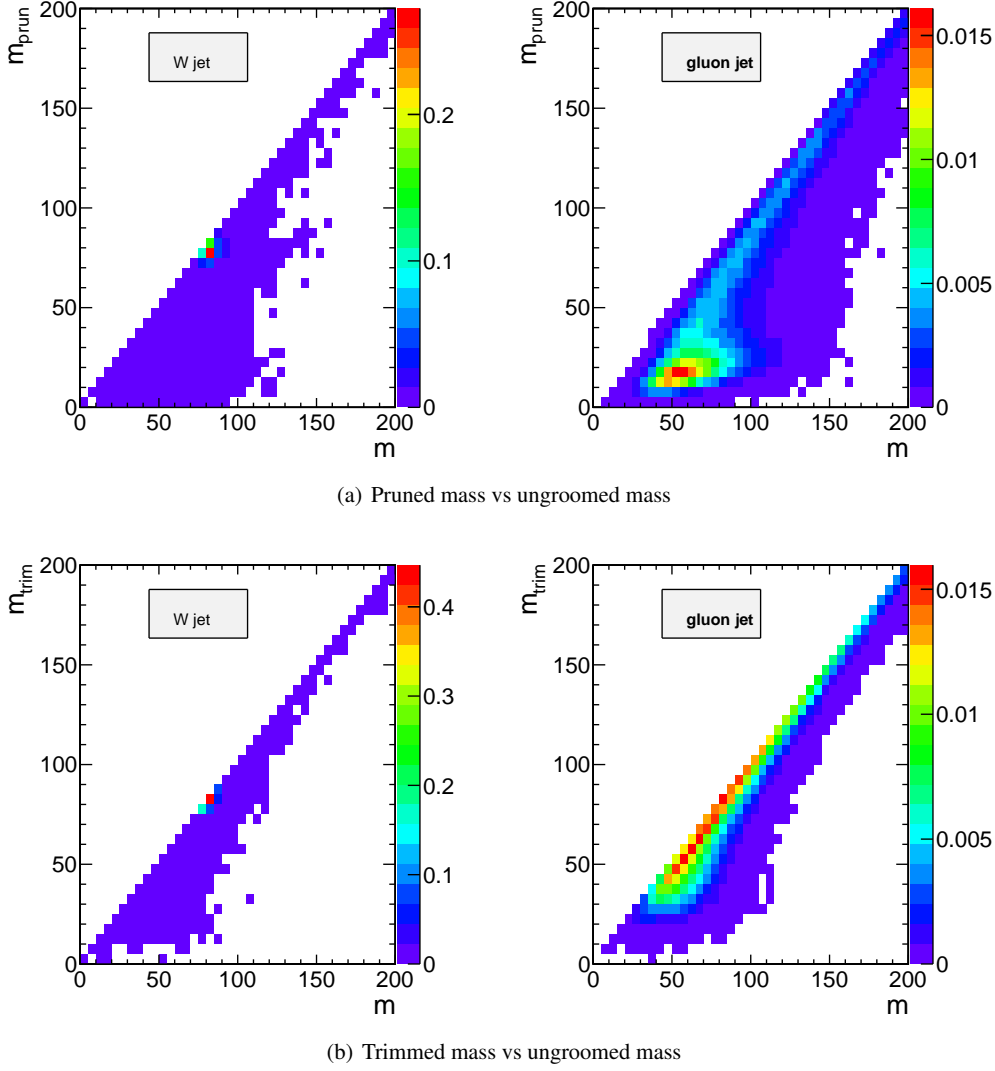 200
m_prun
150
100
50
0
W jet
0 50 100 150 200
m
0.2
0.1
0
200
m_prun
150
100
50
0
gluon jet
0 50 100 150 200
m
0.015
0.01
0.005
0
(a) Pruned mass vs ungroomed mass
200
m_trim
150
100
50
0
W jet
0 50 100 150 200
m
0.4
0.3
0.2
0.1
0
200
m_trim
150
100
50
0
gluon jet
0 50 100 150 200
m
0.015
0.01
0.005
0
(b) Trimmed mass vs ungroomed mass